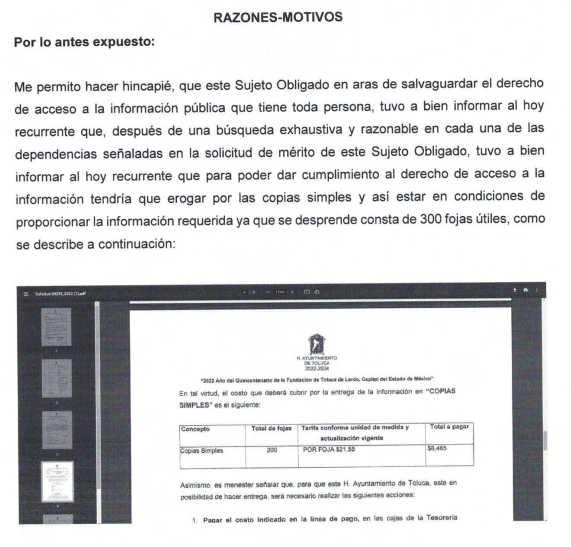 RAZONES-MOTIVOS
Por lo antes expuesto:
Me permito hacer hincapié, que este Sujeto Obligado en aras de salvaguardar el derecho
de acceso a la información pública que tiene toda persona, tuvo a bien informar al hoy
recurrente que, después de una búsqueda exhaustiva y razonable en cada una de las
dependencias señaladas en la solicitud de mérito de este Sujeto Obligado, tuvo a bien
informar al hoy recurrente que para poder dar cumplimiento al derecho de acceso a la
información tendría que erogar por las copias simples y así estar en condiciones de
proporcionar la información requerida ya que se desprende consta de 300 fojas útiles, como
se describe a continuación:
H. AYUNTAMIENTO
DE TOLUCA
2022-2024
"2022 Año del Quincentenario de la Fundación de Toluca de Lerdo, Capital del Estado de México"
En tal virtud, el costo que deberá cubrir por la entrega de la información en "COPIAS
SIMPLES" es el siguiente:
Concepto Total de fojas Tarifa conforme unidad de medida y Total a pagar
actualización vigente
Copias Simples 300 POR FOJA $21.55 $6,465
Asimismo, es menester señalar que, para que este H. Ayuntamiento de Toluca, este en
posibilidad de hacer entrega, será necesario realizar las siguientes acciones:
1. Pagar el costo indicado en la línea de pago, en las cajas de la Tesorería